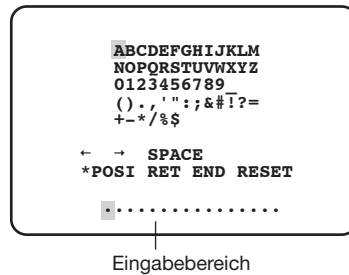 ABCDEFGHIJKLM
NOPQRSTUVWXYZ
0123456789_
().,'":;&#!?=
+-*/%$
← → SPACE
*POSI RET END RESET
................
Eingabebereich